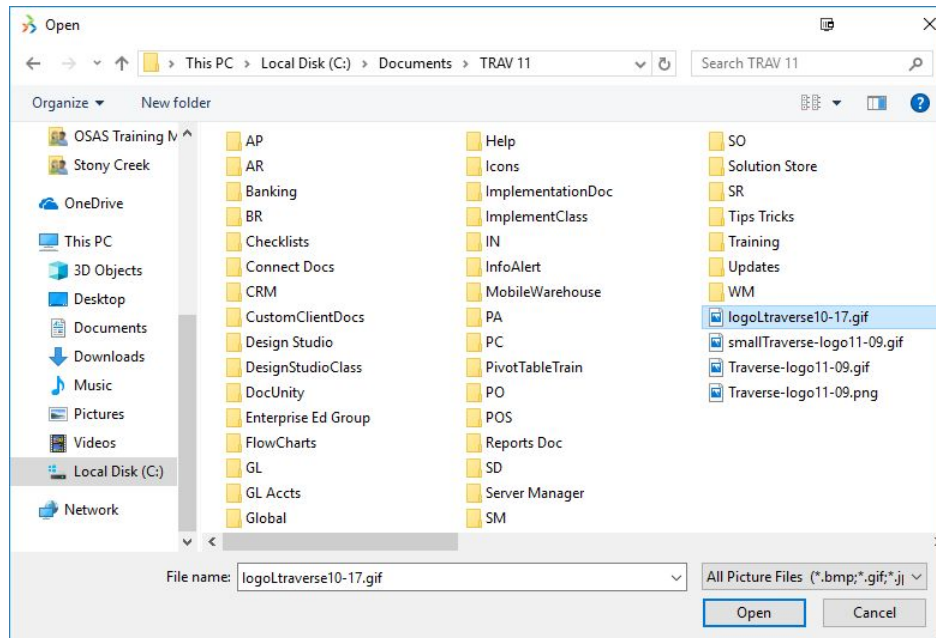 Open
This PC > Local Disk (C:) > Documents > TRAV 11
Search TRAV 11
Organize
New folder
OSAS Training M
Stony Creek
OneDrive
This PC
3D Objects
Desktop
Documents
Downloads
Music
Pictures
Videos
Local Disk (C:)
Network
AP
AR
Banking
BR
Checklists
Connect Docs
CRM
CustomClientDocs
Design Studio
DesignStudioClass
DocUnity
Enterprise Ed Group
FlowCharts
GL
GL Accts
Global
Help
Icons
ImplementationDoc
ImplementClass
IN
InfoAlert
MobileWarehouse
PA
PC
PivotTableTrain
PO
POS
Reports Doc
SD
Server Manager
SM
SO
Solution Store
SR
Tips Tricks
Training
Updates
WM
logoLtraverse10-17.gif
smallTraverse-logo11-09.gif
Traverse-logo11-09.gif
Traverse-logo11-09.png
File name: logoLtraverse10-17.gif
All Picture Files (*.bmp;*.gif;*.j
Open
Cancel